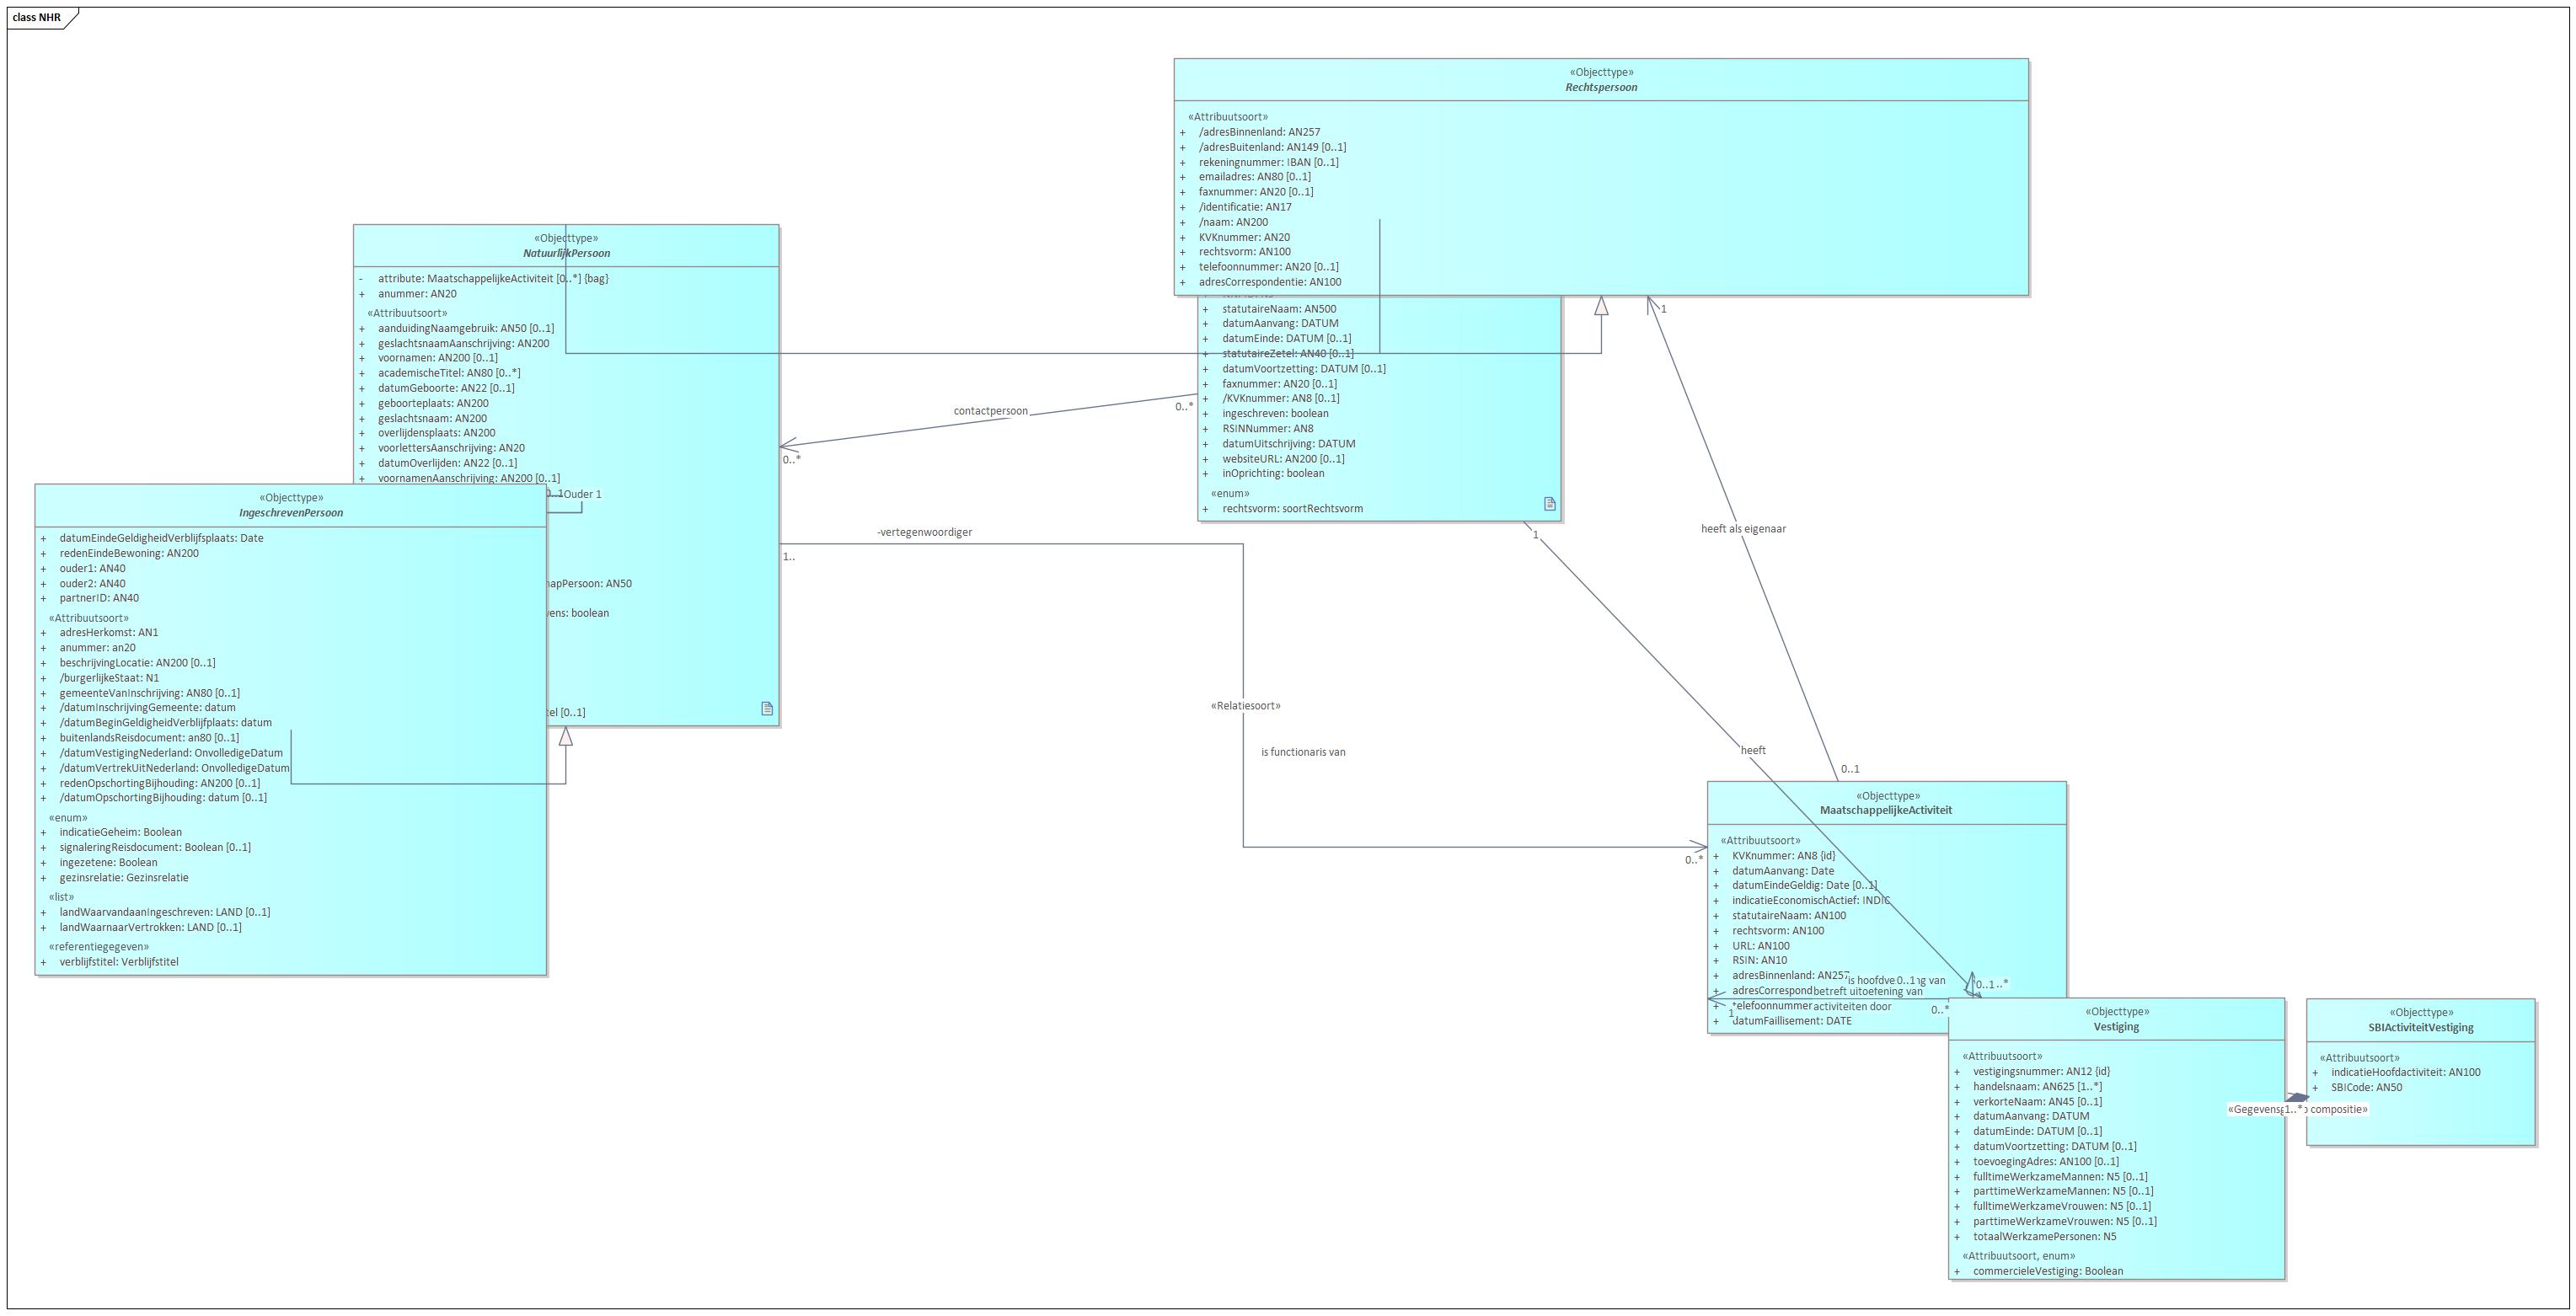 class NHR
«Objecttype»
Rechtspersoon
«Attribuutsoort»
+ /adresBinnenland: AN257
+ /adresBuitenland: AN149 [0..1]
+ rekeningnummer: IBAN [0..1]
+ emailadres: AN80 [0..1]
+ faxnummer: AN20 [0..1]
+ /identificatie: AN17
+ /naam: AN200
+ KVKnummer: AN20
+ rechtsvorm: AN100
+ telefoonnummer: AN20 [0..1]
+ adresCorrespondentie: AN100
+ statutaireNaam: AN500
+ datumAanvang: DATUM
+ datumEinde: DATUM [0..1]
+ statutaireZetel: AN40 [0..1]
+ datumVoortzetting: DATUM [0..1]
+ faxnummer: AN20 [0..1]
+ /KVKnummer: AN8 [0..1]
+ ingeschreven: boolean
+ RSINNummer: AN8
+ datumUitschrijving: DATUM
+ websiteURL: AN200 [0..1]
+ inOprichting: boolean
«enum»
+ rechtsvorm: soortRechtsvorm
«Objecttype»
NatuurlijkPersoon
- attribute: MaatschappelijkeActiviteit [0..*] {bag}
+ anummer: AN20
«Attribuutsoort»
+ aanduidingNaamgebruik: AN50 [0..1]
+ geslachtsnaamAanschrijving: AN200
+ voornamen: AN200 [0..1]
+ academischeTitel: AN80 [0..*]
+ datumGeboorte: AN22 [0..1]
+ geboorteplaats: AN200
+ geslachtsnaam: AN200
+ overlijdensplaats: AN200
+ voorlettersAanschrijving: AN20
+ datumOverlijden: AN22 [0..1]
+ voornamenAanschrijving: AN200 [0..1]
0..1
Ouder 1
hapPersoon: AN50
vens: boolean
tel [0..1]
«Objecttype»
IngeschrevenPersoon
+ datumEindeGeldigheidVerblijfsplaats: Date
+ redenEindeBewoning: AN200
+ ouder1: AN40
+ ouder2: AN40
+ partnerID: AN40
«Attribuutsoort»
+ adresHerkomst: AN1
+ anummer: an20
+ beschrijvingLocatie: AN200 [0..1]
+ /burgerlijkeStaat: N1
+ gemeenteVanInschrijving: AN80 [0..1]
+ /datumInschrijvingGemeente: datum
+ /datumBeginGeldigheidVerblijfplaats: datum
+ buitenlandsReisdocument: an80 [0..1]
+ /datumVestigingNederland: OnvolledigeDatum
+ /datumVertrekUitNederland: OnvolledigeDatum
+ redenOpschortingBijhouding: AN200 [0..1]
+ /datumOpschortingBijhouding: datum [0..1]
«enum»
+ indicatieGeheim: Boolean
+ signaleringReisdocument: Boolean [0..1]
+ ingezetene: Boolean
+ gezinsrelatie: Gezinsrelatie
«list»
+ landWaarvandaanIngeschreven: LAND [0..1]
+ landWaarnaarVertrokken: LAND [0..1]
«referentiegegeven»
+ verblijfstitel: Verblijfstitel
contactpersoon
0..*
0..*
-vertegenwoordiger
1..
«Relatiesoort»
is functionaris van
0..*
1
heeft
1
heeft als eigenaar
0..1
«Objecttype»
MaatschappelijkeActiviteit
«Attribuutsoort»
+ KVKnummer: AN8 {id}
+ datumAanvang: Date
+ datumEindeGeldig: Date [0..1]
+ indicatieEconomischActief: INDIC
+ statutaireNaam: AN100
+ rechtsvorm: AN100
+ URL: AN100
+ RSIN: AN10
+ adresBinnenland: AN257
+ adresCorrespond
+ telefoonnummer
+ datumFaillisement: DATE
is hoofdve
0..1
g van
betreft uitoefening van
activiteiten door
1
0..*
0..1..*
«Objecttype»
Vestiging
«Attribuutsoort»
+ vestigingsnummer: AN12 {id}
+ handelsnaam: AN625 [1..*]
+ verkorteNaam: AN45 [0..1]
+ datumAanvang: DATUM
+ datumEinde: DATUM [0..1]
+ datumVoortzetting: DATUM [0..1]
+ toevoegingAdres: AN100 [0..1]
+ fulltimeWerkzameMannen: N5 [0..1]
+ parttimeWerkzameMannen: N5 [0..1]
+ fulltimeWerkzameVrouwen: N5 [0..1]
+ parttimeWerkzameVrouwen: N5 [0..1]
+ totaalWerkzamePersonen: N5
«Attribuutsoort, enum»
+ commercieleVestiging: Boolean
«Objecttype»
SBIActiviteitVestiging
«Attribuutsoort»
+ indicatieHoofdactiviteit: AN100
+ SBICode: AN50
«Gegevensg
1..*
compositie»